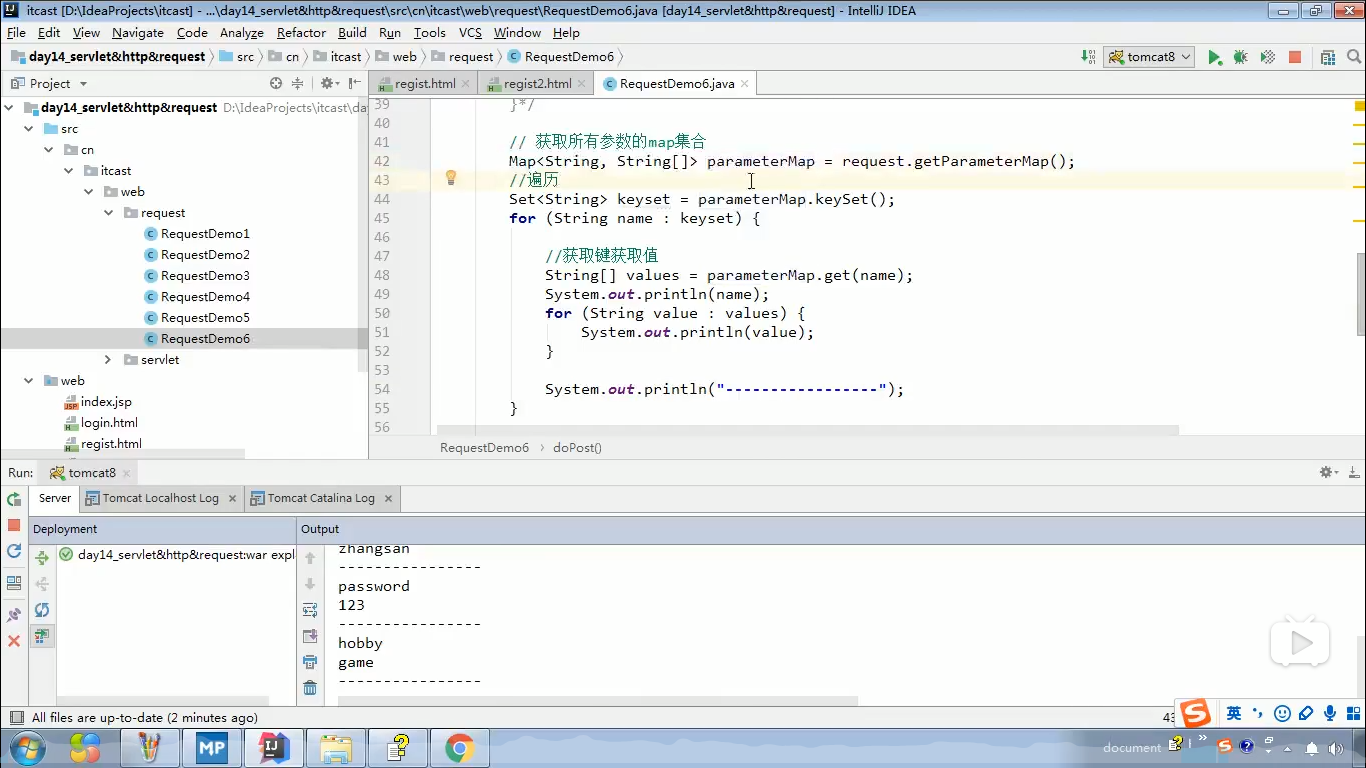 itcast [D:\IdeaProjects\itcast] - ...\day14_servlet&http&request\src\cn\itcast\web\request\RequestDemo6.java [day14_servlet&http&request] - IntelliJ IDEA
File Edit View Navigate Code Analyze Refactor Build Run Tools VCS Window Help
day14_servlet&http&request src cn itcast web request RequestDemo6 tomcat8
Project regist.html regist2.html RequestDemo6.java
day14_servlet&http&request D:\IdeaProjects\itcast\da
src
cn
itcast
web
request
RequestDemo1
RequestDemo2
RequestDemo3
RequestDemo4
RequestDemo5
RequestDemo6
servlet
web
index.jsp
login.html
regist.html
39 }*/
40
41 // 获取所有参数的map集合
42 Map<String, String[]> parameterMap = request.getParameterMap();
43 //遍历
44 Set<String> keyset = parameterMap.keySet();
45 for (String name : keyset) {
46
47 //获取键获取值
48 String[] values = parameterMap.get(name);
49 System.out.println(name);
50 for (String value : values) {
51 System.out.println(value);
52 }
53
54 System.out.println("-----------------");
55 }
56
RequestDemo6 doPost()
Run: tomcat8
Server Tomcat Localhost Log Tomcat Catalina Log
Deployment Output
day14_servlet&http&request:war expl
zhangsan
----------------
password
123
----------------
hobby
game
----------------
All files are up-to-date (2 minutes ago) 43
英
document